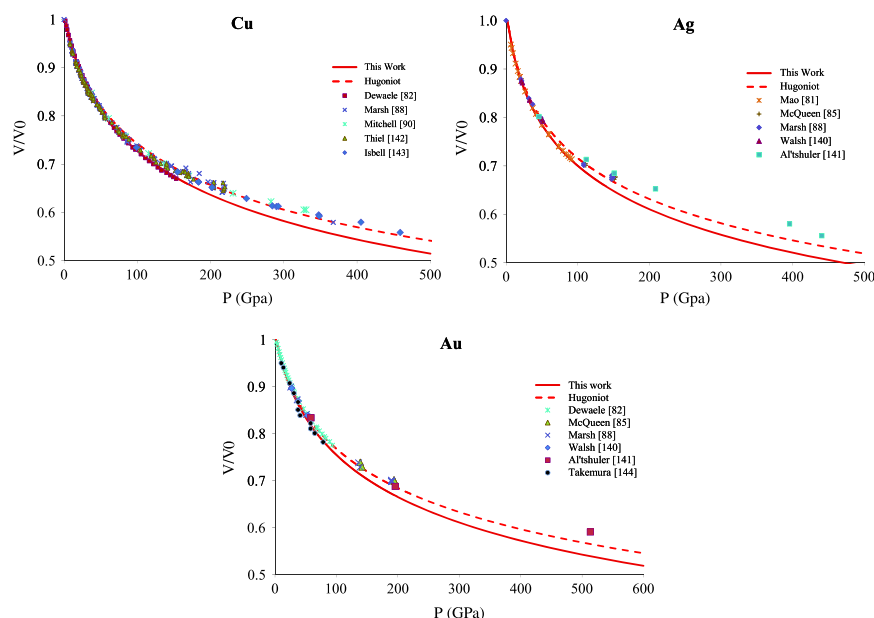 Cu
1
0.9
0.8
0.7
0.6
0.5
V/V0
0
100
200
300
400
500
P (Gpa)
This Work
Hugoniot
Dewaele [82]
Marsh [88]
Mitchell [90]
Thiel [142]
Isbell [143]
Ag
1.0
0.9
0.8
0.7
0.6
0.5
V/V0
0
100
200
300
400
500
P (Gpa)
This Work
Hugoniot
Mao [81]
McQueen [85]
Marsh [88]
Walsh [140]
Al'tshuler [141]
Au
1
0.9
0.8
0.7
0.6
0.5
V/V0
0
100
200
300
400
500
600
P (GPa)
This work
Hugoniot
Dewaele [82]
McQueen [85]
Marsh [88]
Walsh [140]
Al'tshuler [141]
Takemura [144]